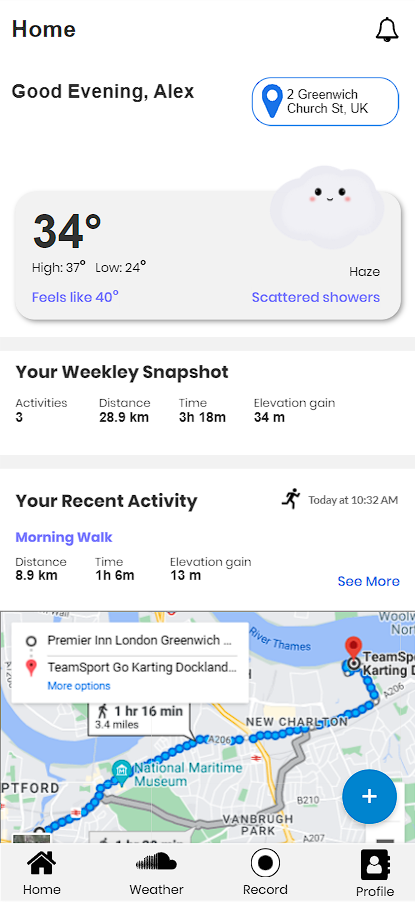 Home
Good Evening, Alex
2 Greenwich
Church St, UK
34°
High: 37° Low: 24°
Haze
Feels like 40°
Scattered showers
Your Weekley Snapshot
Activities Distance Time Elevation gain
3 28.9 km 3h 18m 34 m
Your Recent Activity
Today at 10:32 AM
Morning Walk
Distance Time Elevation gain
8.9 km 1h 6m 13 m
See More
Premier Inn London Greenwich ...
TeamSport Go Karting Dockland...
More options
River Thames
Woolw
North
TeamSpo
Karting D
A206
1 hr 16 min
3.4 miles
NEW CHARLTON
A206
National Maritime
Museum
PTFORD
B210
VANBRUGH
PARK
Home Weather Record Profile